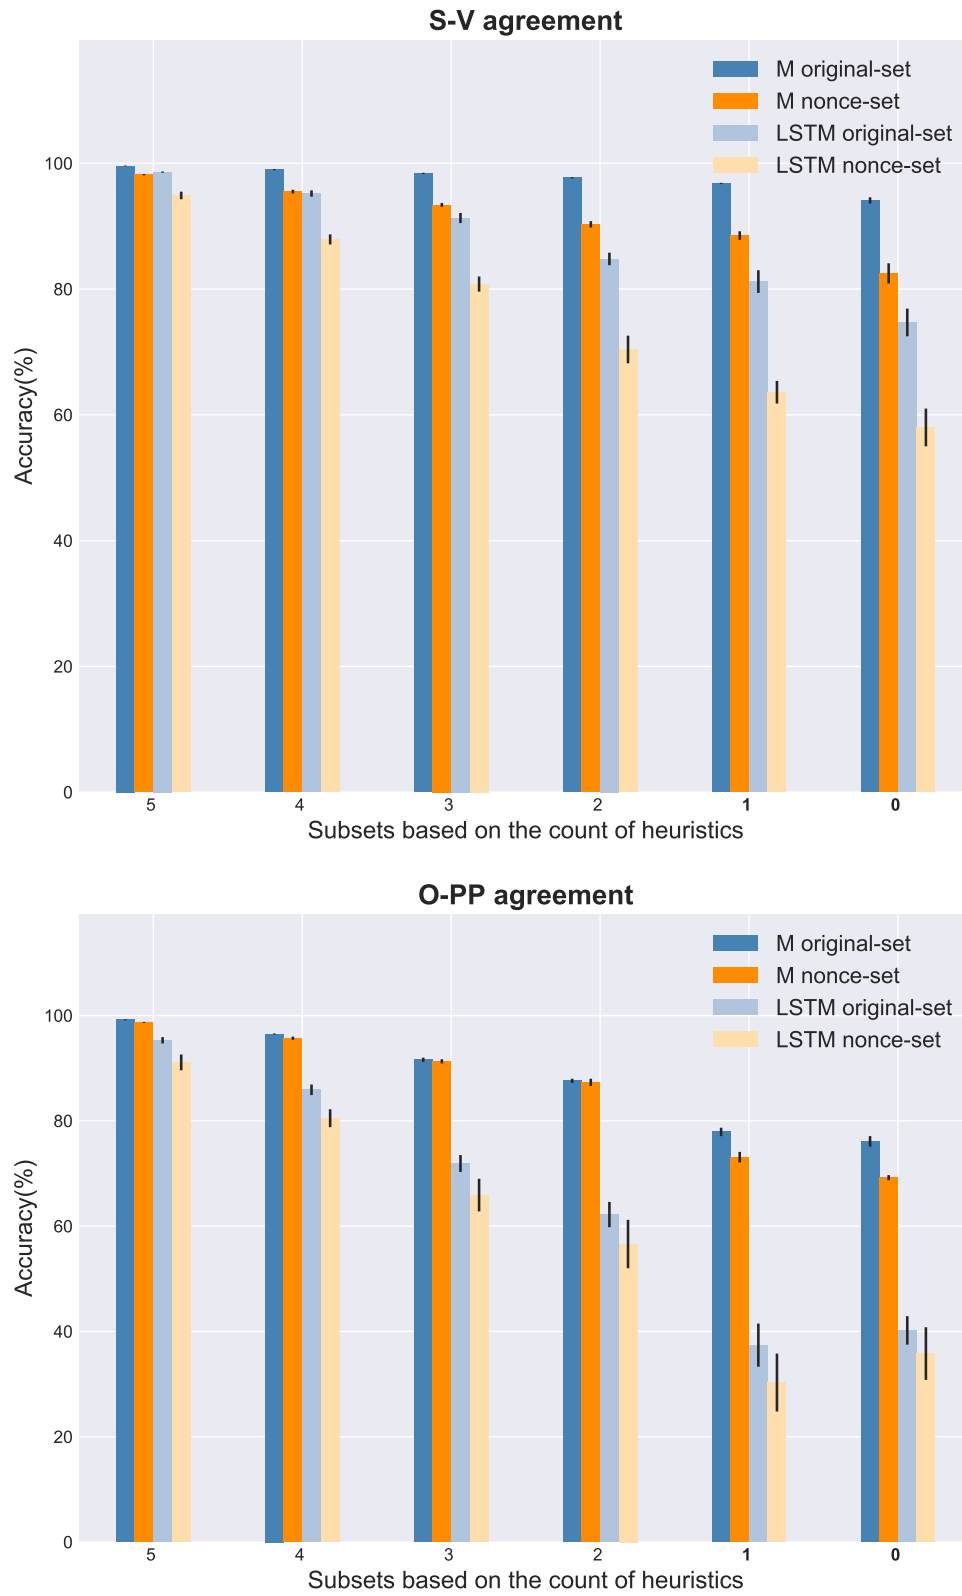 S-V agreement
M original-set
M nonce-set
LSTM original-set
LSTM nonce-set
100
80
60
40
20
0
Accuracy(%)
5 4 3 2 1 0
Subsets based on the count of heuristics
O-PP agreement
M original-set
M nonce-set
LSTM original-set
LSTM nonce-set
100
80
60
40
20
0
Accuracy(%)
5 4 3 2 1 0
Subsets based on the count of heuristics